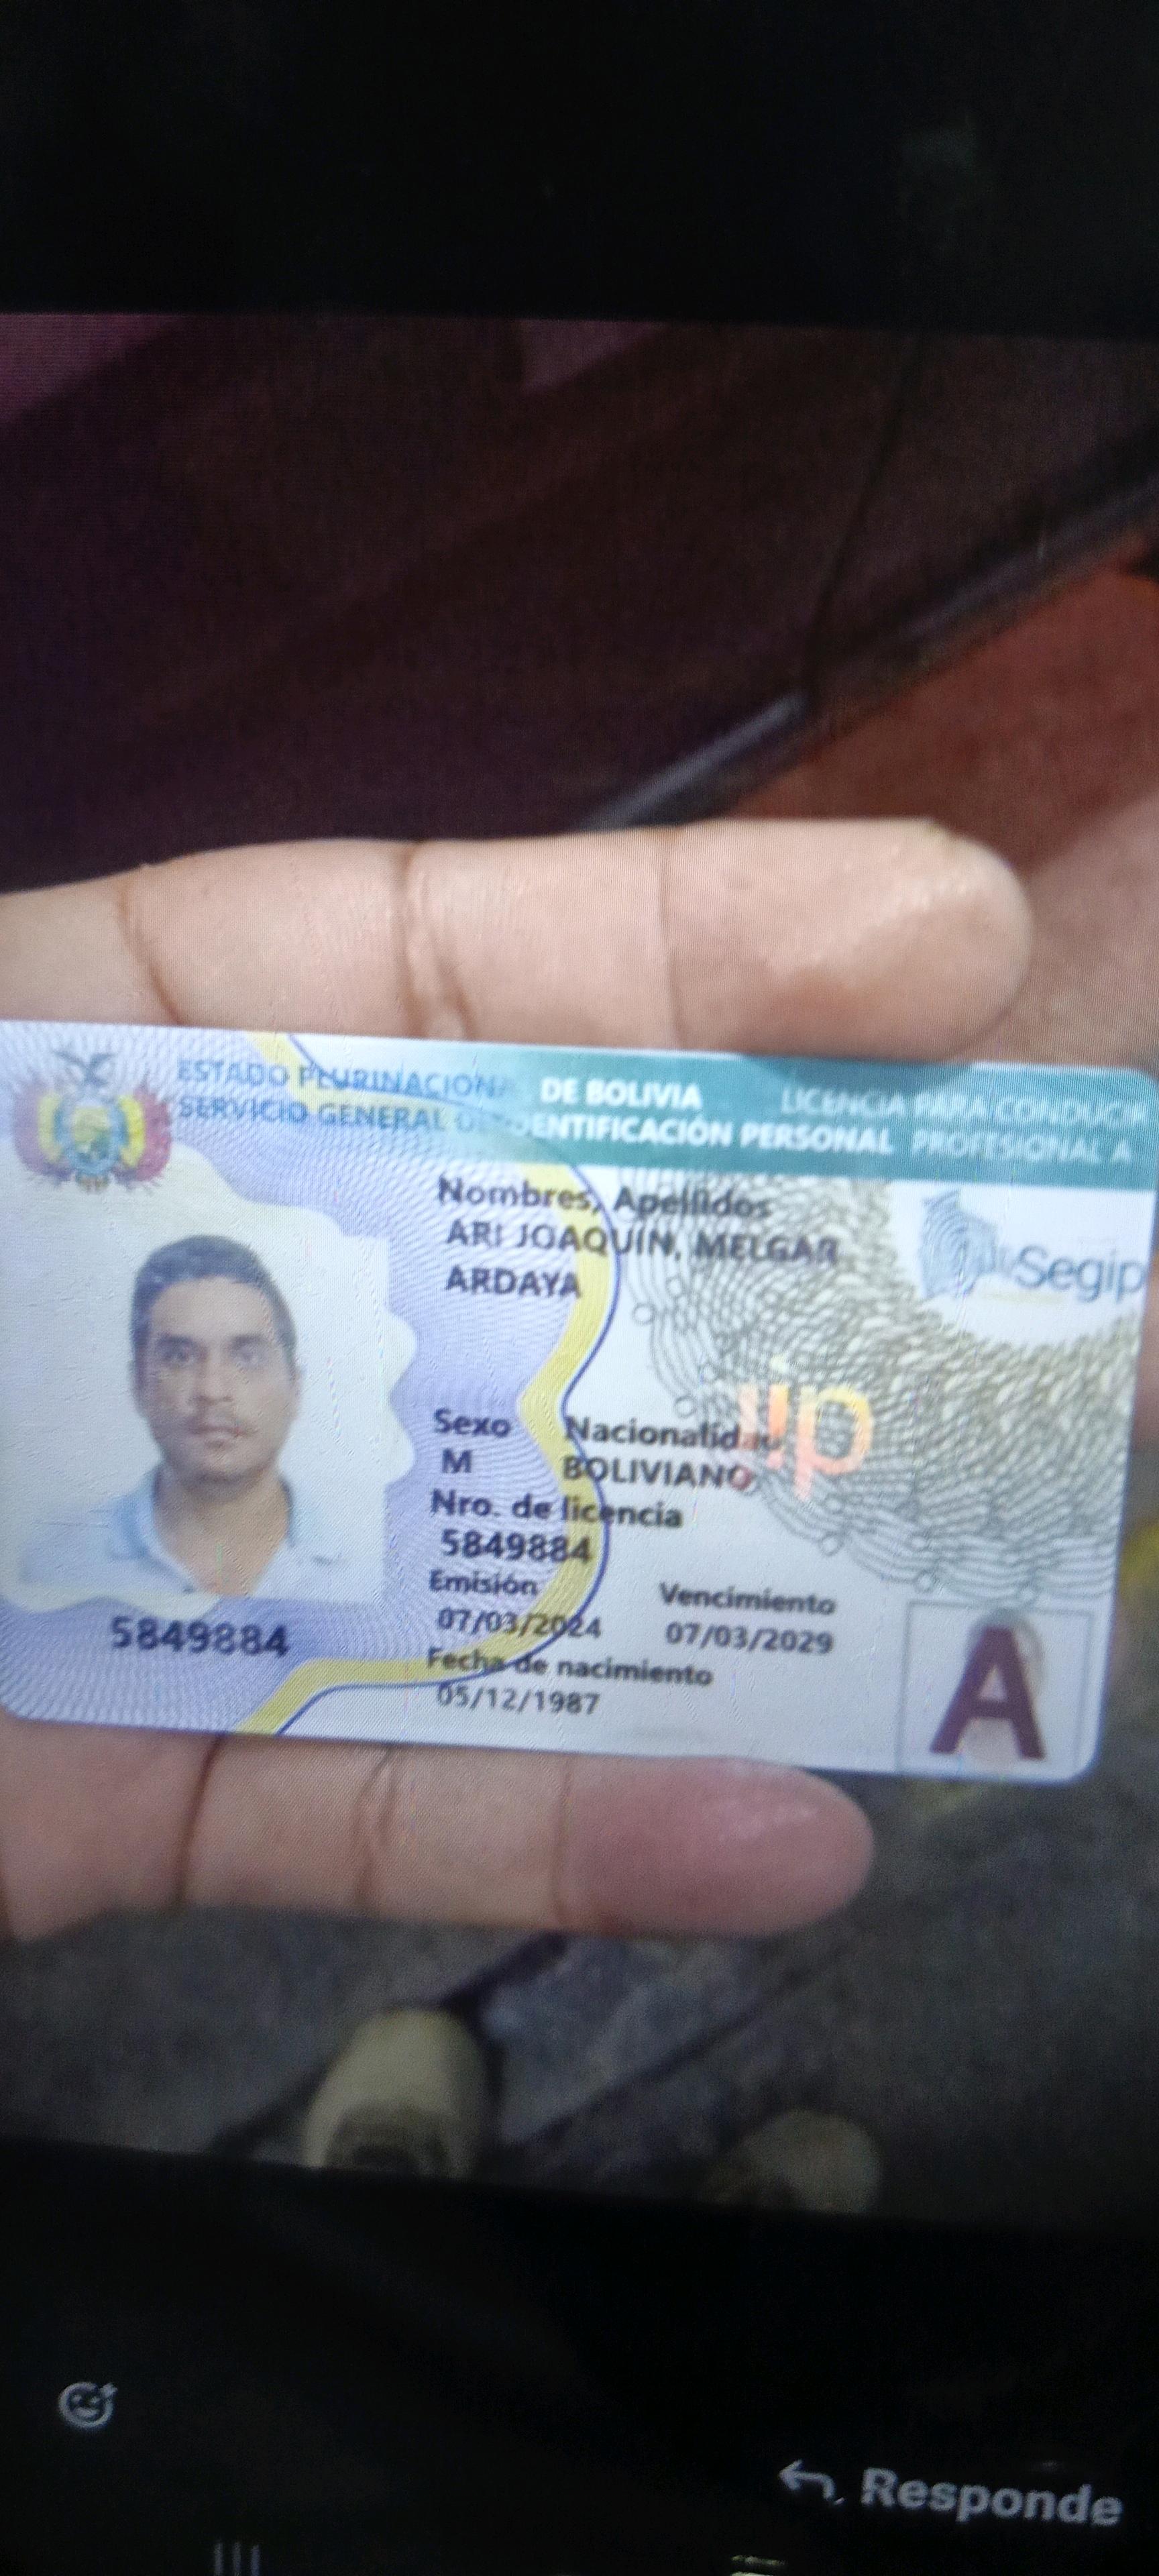 ESTADO PLURINACIONA DE BOLIVIA LICENCIA PARA CONDUCIR
SERVICIO GENERAL DE IDENTIFICACIÓN PERSONAL PROFESIONAL A
Segip
Nombres, Apellidos
ARI JOAQUIN, MELGAR
ARDAYA
ip
Sexo Nacionalidad
M BOLIVIANO
Nro. de licencia
5849884
Emisión Vencimiento
07/03/2024 07/03/2029
Fecha de nacimiento
05/12/1987
5849884
A
Responde